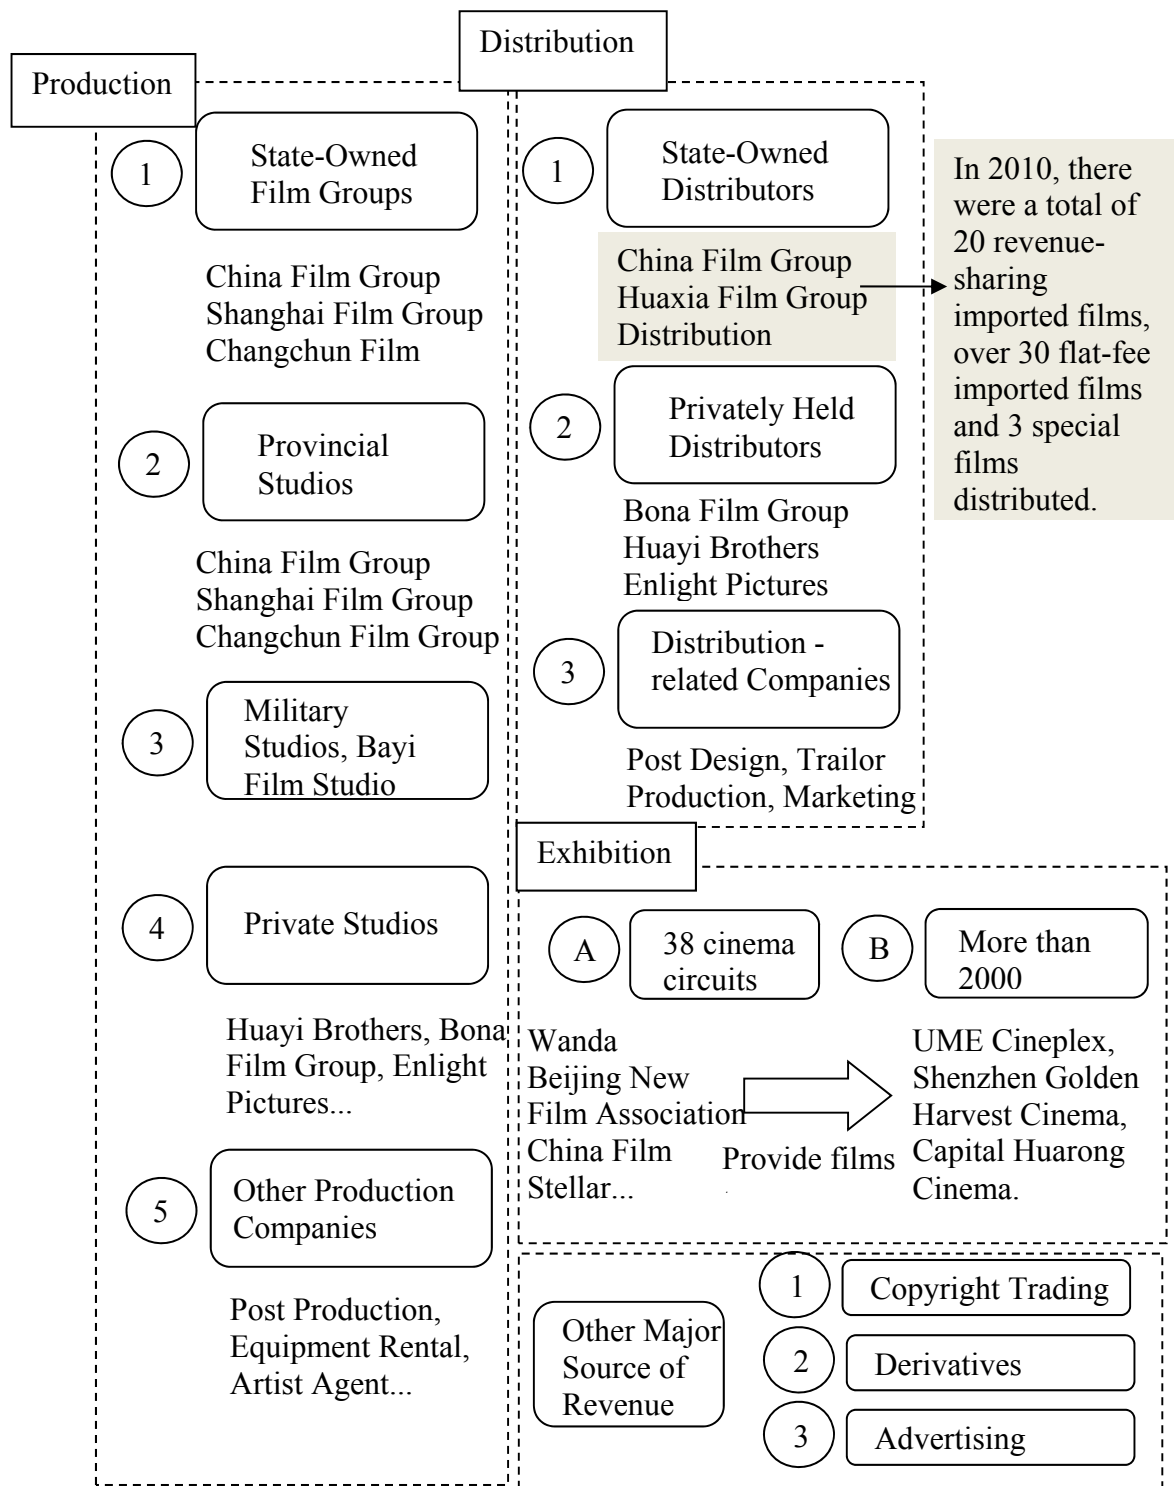 Production
1
State-Owned
Film Groups
China Film Group
Shanghai Film Group
Changchun Film
2
Provincial
Studios
China Film Group
Shanghai Film Group
Changchun Film Group
3
Military
Studios, Bayi
Film Studio
4
Private Studios
Huayi Brothers, Bona
Film Group, Enlight
Pictures...
5
Other Production
Companies
Post Production,
Equipment Rental,
Artist Agent...
Distribution
1
State-Owned
Distributors
China Film Group
Huaxia Film Group
Distribution
In 2010, there
were a total of
20 revenue-
sharing
imported films,
over 30 flat-fee
imported films
and 3 special
films
distributed.
2
Privately Held
Distributors
Bona Film Group
Huayi Brothers
Enlight Pictures
3
Distribution -
related Companies
Post Design, Trailor
Production, Marketing
Exhibition
A
38 cinema
circuits
Wanda
Beijing New
Film Association
China Film
Stellar...
Provide films
B
More than
2000
UME Cineplex,
Shenzhen Golden
Harvest Cinema,
Capital Huarong
Cinema.
Other Major
Source of
Revenue
1
Copyright Trading
2
Derivatives
3
Advertising